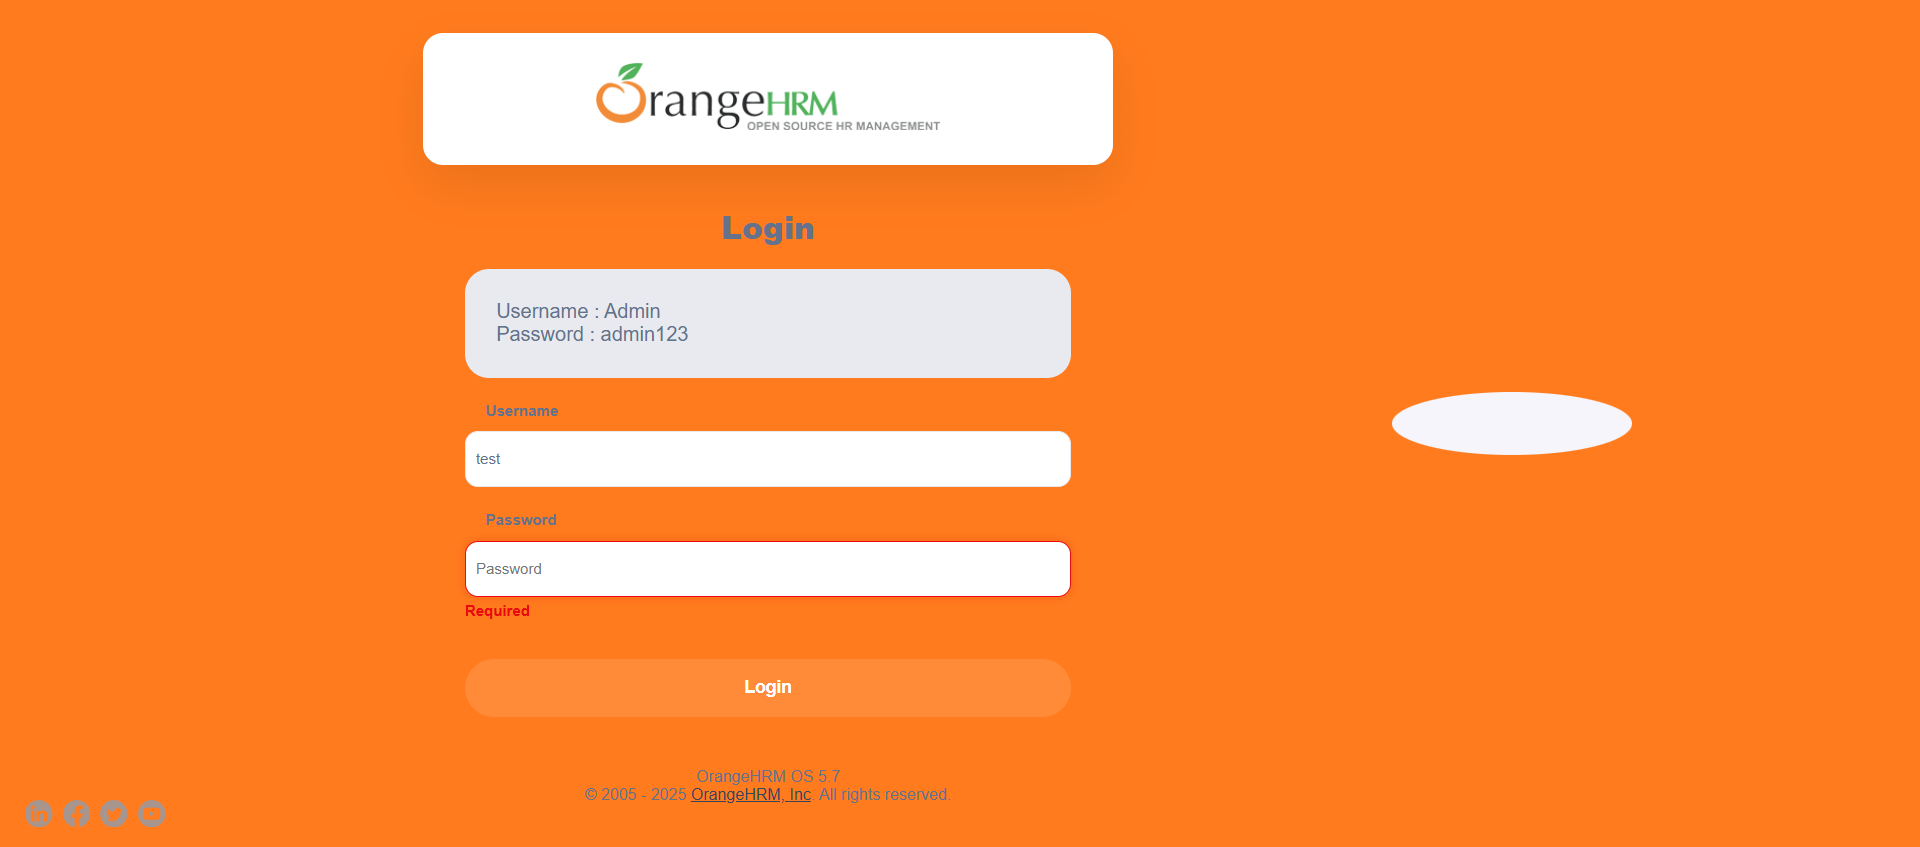 OrangeHRM
OPEN SOURCE HR MANAGEMENT
Login
Username : Admin
Password : admin123
Username
test
Password
Password
Required
Login
OrangeHRM OS 5.7
© 2005 - 2025 OrangeHRM, Inc. All rights reserved.